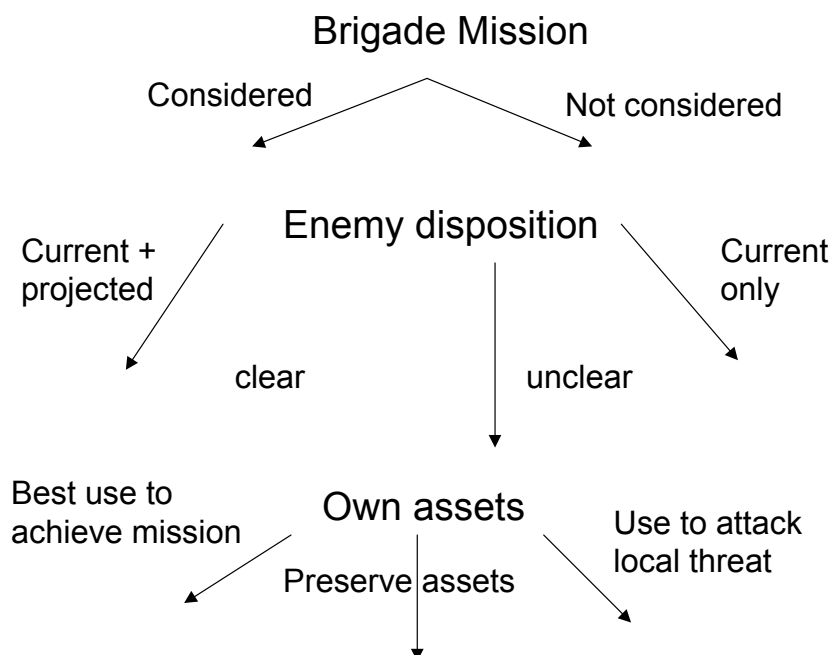 Brigade Mission
Considered
Not considered
Enemy disposition
Current +
projected
Current
only
clear
unclear
Best use to
achieve mission
Own assets
Use to attack
local threat
Preserve assets